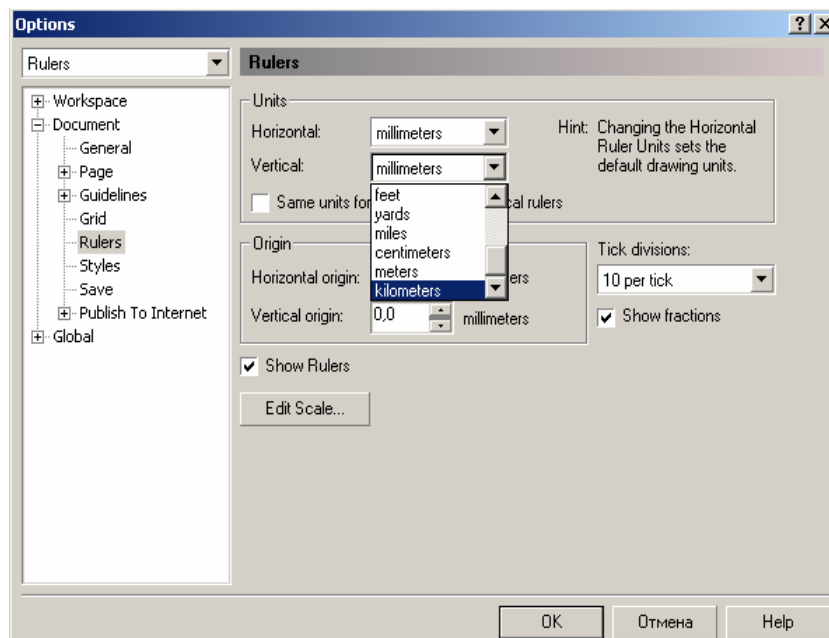 Options
Rulers
Workspace
Document
General
Page
Guidelines
Grid
Rulers
Styles
Save
Publish To Internet
Global
Rulers
Units
Horizontal: millimeters
Vertical: millimeters
Hint: Changing the Horizontal
Ruler Units sets the
default drawing units.
Same units for cal rulers
feet
yards
miles
centimeters
meters
kilometers
Origin
Horizontal origin: ers
Vertical origin: 0,0 millimeters
Tick divisions:
10 per tick
Show fractions
Show Rulers
Edit Scale...
OK Отмена Help